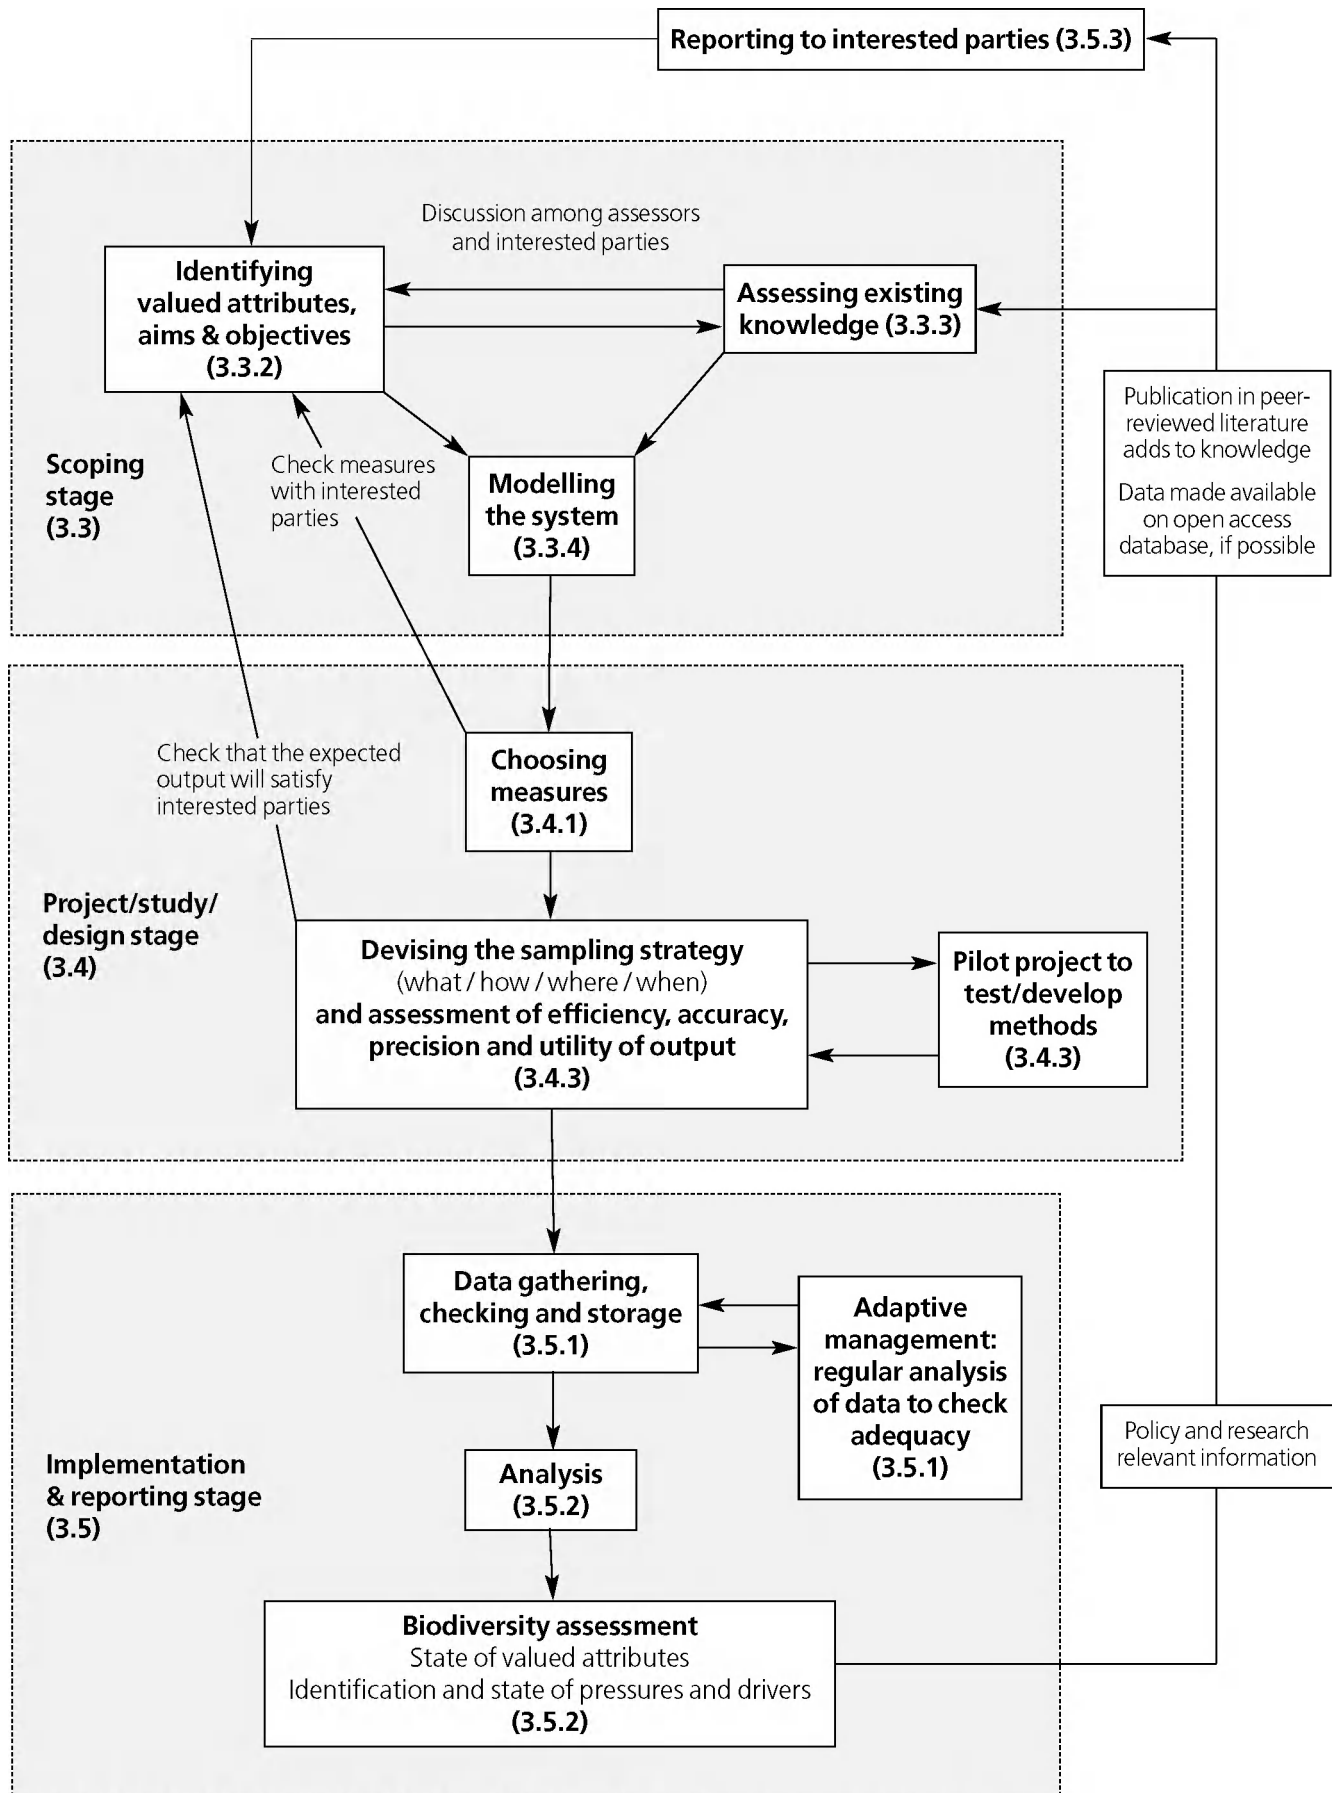 Reporting to interested parties (3.5.3)
Discussion among assessors
and interested parties
Identifying
valued attributes,
aims & objectives
(3.3.2)
Assessing existing
knowledge (3.3.3)
Publication in peer-
reviewed literature
adds to knowledge
Data made available
on open access
database, if possible
Scoping
stage
(3.3)
Check measures
with interested
parties
Modelling
the system
(3.3.4)
Check that the expected
output will satisfy
interested parties
Choosing
measures
(3.4.1)
Project/study/
design stage
(3.4)
Devising the sampling strategy
(what / how / where / when)
and assessment of efficiency, accuracy,
precision and utility of output
(3.4.3)
Pilot project to
test/develop
methods
(3.4.3)
Data gathering,
checking and storage
(3.5.1)
Adaptive
management:
regular analysis
of data to check
adequacy
(3.5.1)
Policy and research
relevant information
Implementation
& reporting stage
(3.5)
Analysis
(3.5.2)
Biodiversity assessment
State of valued attributes
Identification and state of pressures and drivers
(3.5.2)